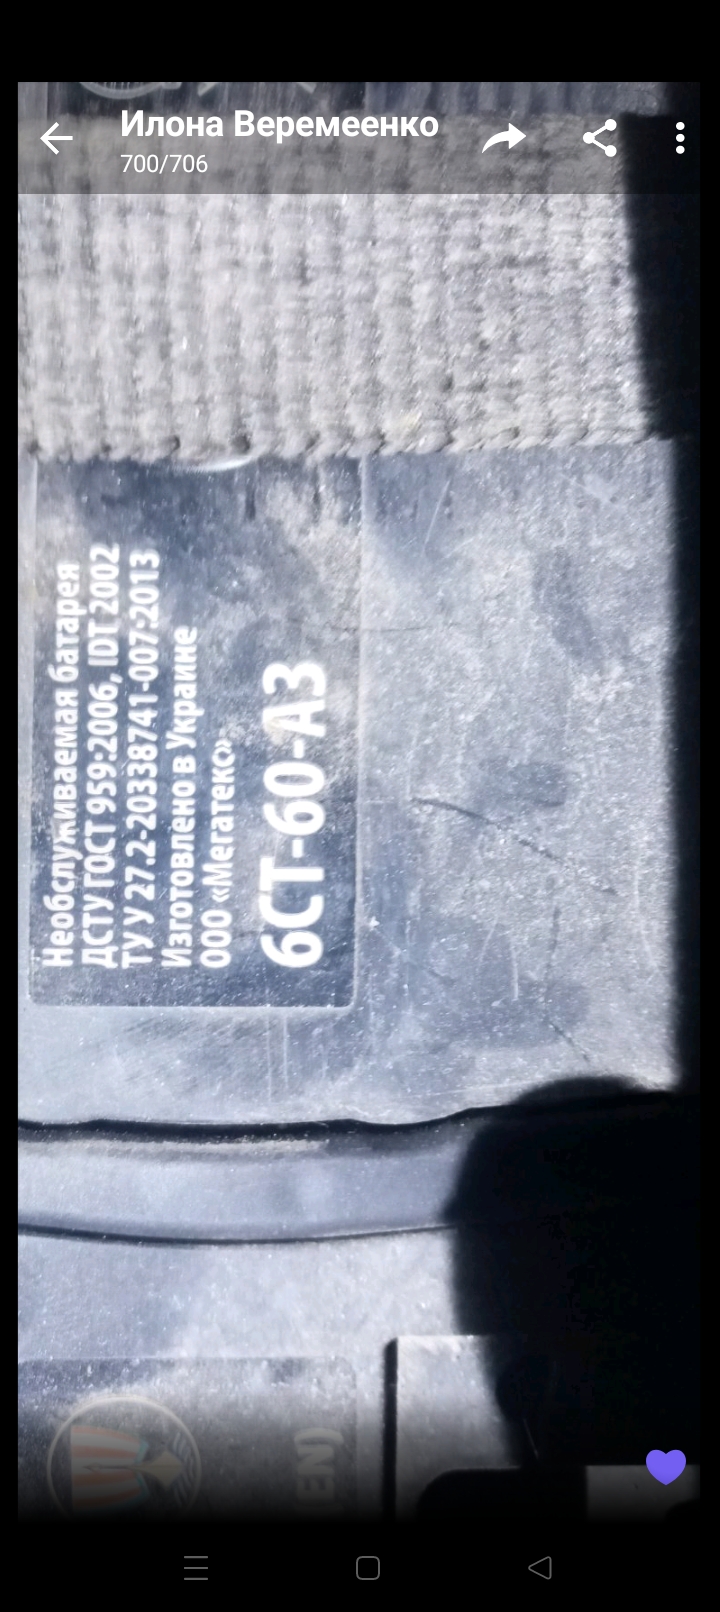 Илона Веремеенко
700/706
Необслуживаемая батарея
ДСТУ ГОСТ 959:2006, IDT 2002
ТУ У 27.2-20338741-007:2013
Изготовлено в Украине
ООО «Мегатекс»
6СТ-60-А3
(EN)